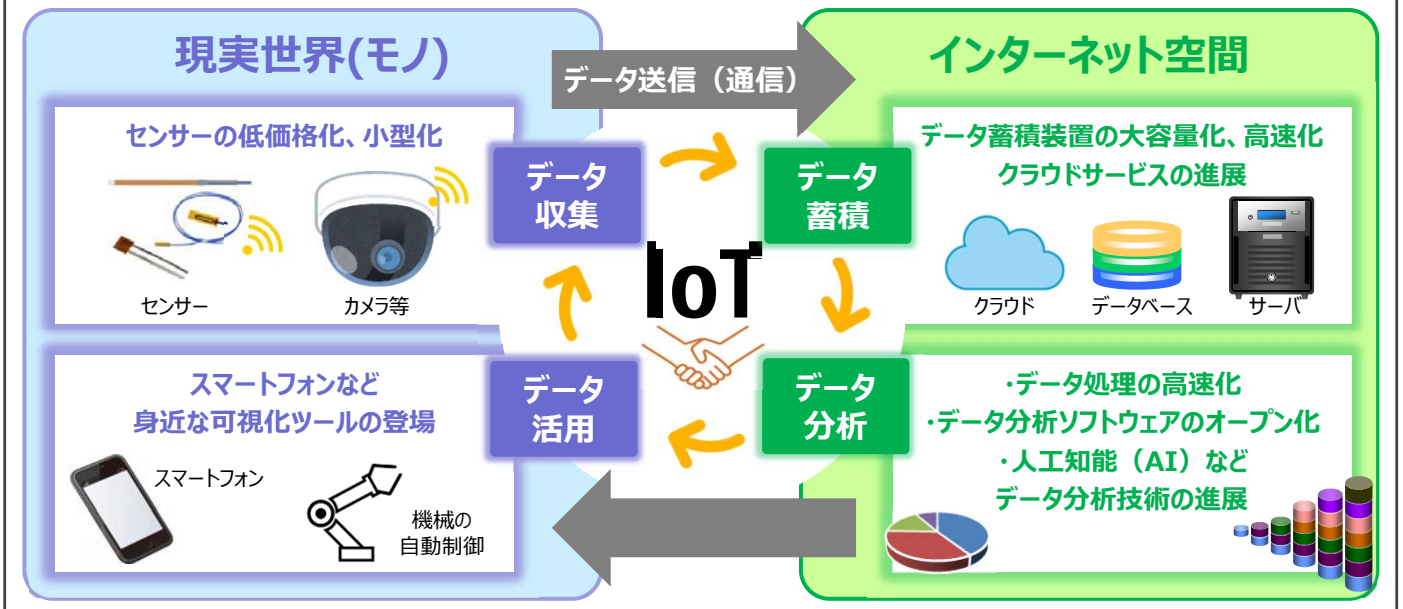 現実世界(モノ)
データ送信（通信）
インターネット空間
センサーの低価格化、小型化
センサー
カメラ等
データ
収集
データ
蓄積
データ蓄積装置の大容量化、高速化
クラウドサービスの進展
クラウド
データベース
サーバ
IoT
スマートフォンなど
身近な可視化ツールの登場
スマートフォン
機械の
自動制御
データ
活用
データ
分析
・データ処理の高速化
・データ分析ソフトウェアのオープン化
・人工知能（AI）など
データ分析技術の進展